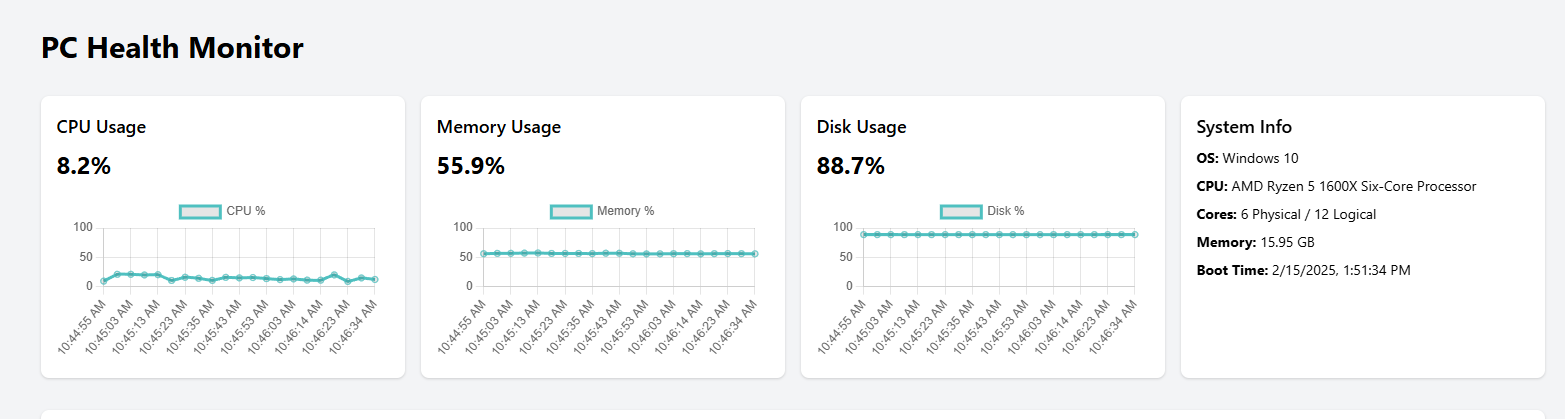 PC Health Monitor
CPU Usage
8.2%
CPU %
100
50
0
10:44:55 AM
10:45:03 AM
10:45:13 AM
10:45:23 AM
10:45:35 AM
10:45:43 AM
10:45:53 AM
10:46:03 AM
10:46:14 AM
10:46:23 AM
10:46:34 AM
Memory Usage
55.9%
Memory %
100
50
0
10:44:55 AM
10:45:03 AM
10:45:13 AM
10:45:23 AM
10:45:35 AM
10:45:43 AM
10:45:53 AM
10:46:03 AM
10:46:14 AM
10:46:23 AM
10:46:34 AM
Disk Usage
88.7%
Disk %
100
50
0
10:44:55 AM
10:45:03 AM
10:45:13 AM
10:45:23 AM
10:45:35 AM
10:45:43 AM
10:45:53 AM
10:46:03 AM
10:46:14 AM
10:46:23 AM
10:46:34 AM
System Info
OS: Windows 10
CPU: AMD Ryzen 5 1600X Six-Core Processor
Cores: 6 Physical / 12 Logical
Memory: 15.95 GB
Boot Time: 2/15/2025, 1:51:34 PM